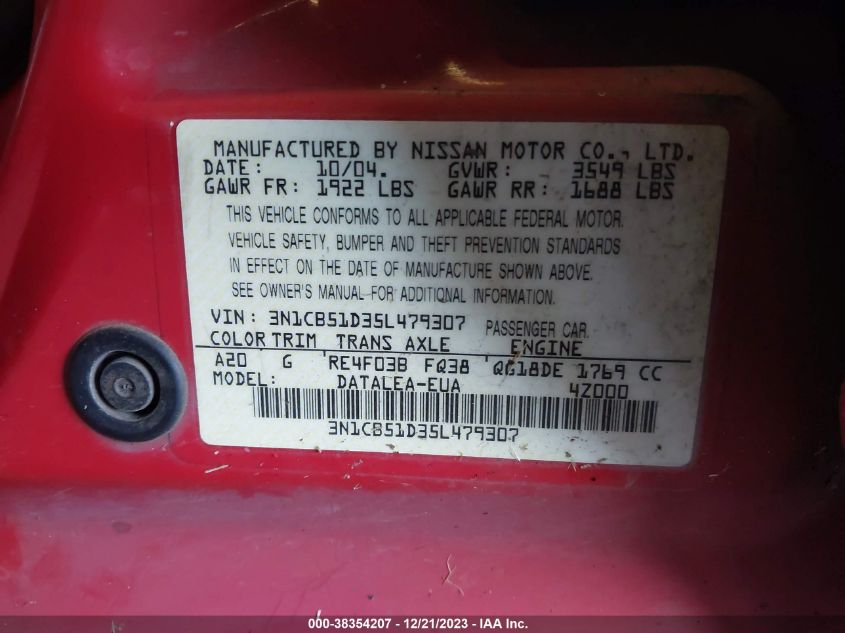 MANUFACTURED BY NISSAN MOTOR CO., LTD.
DATE: 10/04. GVWR: 3549 LBS
GAWR FR: 1922 LBS GAWR RR: 1688 LBS
THIS VEHICLE CONFORMS TO ALL APPLICABLE FEDERAL MOTOR.
VEHICLE SAFETY, BUMPER AND THEFT PREVENTION STANDARDS
IN EFFECT ON THE DATE OF MANUFACTURE SHOWN ABOVE.
SEE OWNER'S MANUAL FOR ADDITIONAL INFORMATION.
VIN: 3N1CB51D35L479307 PASSENGER CAR.
COLOR TRIM TRANS AXLE ENGINE
A20 G RE4F03B FQ38 QG18DE 1769 CC
MODEL: DATALEA-EUA 4Z000
3N1CB51D35L479307
000-38354207 - 12/21/2023 - IAA Inc.